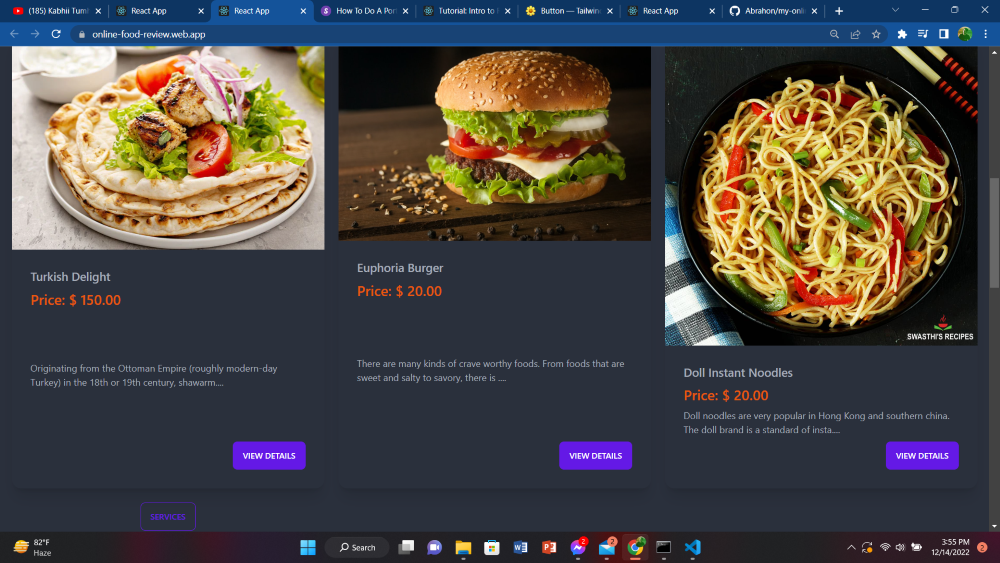 (185) Kabhii Tum
React App
React App
How To Do A Por
Tutorial: Intro to
Button — Tailwin
React App
Abrahon/my-onl
online-food-review.web.app
Turkish Delight
Price: $ 150.00
Originating from the Ottoman Empire (roughly modern-day
Turkey) in the 18th or 19th century, shawarm....
VIEW DETAILS
Euphoria Burger
Price: $ 20.00
There are many kinds of crave worthy foods. From foods that are
sweet and salty to savory, there is ....
VIEW DETAILS
SWASTHI'S RECIPES
Doll Instant Noodles
Price: $ 20.00
Doll noodles are very popular in Hong Kong and southern china.
The doll brand is a standard of insta....
VIEW DETAILS
SERVICES
82°F
Haze
Search
2
2
3:55 PM
12/14/2022
2